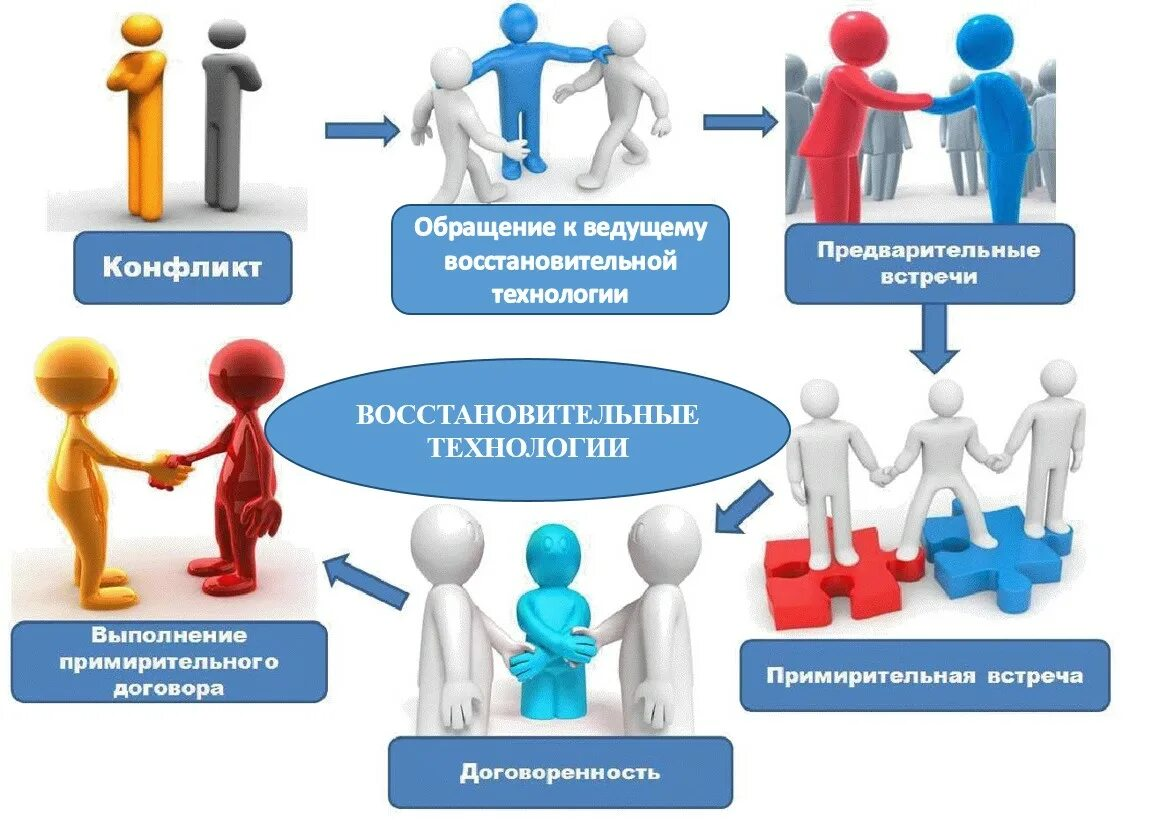 Конфликт
Обращение к ведущему
восстановительной
технологии
Предварительные
встречи
ВОССТАНОВИТЕЛЬНЫЕ
ТЕХНОЛОГИИ
Примирительная встреча
Договоренность
Выполнение
примирительного
договора